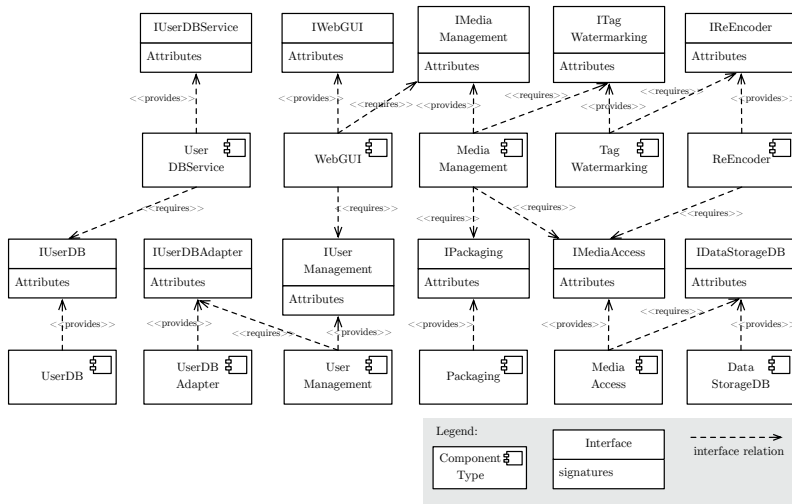 IUserDBService
IWebGUI
IMedia
Management
ITag
Watermarking
IReEncoder
Attributes
Attributes
Attributes
Attributes
Attributes
<<provides>>
<<provides>>
<<requires>>
<<provides>>
<<requires>>
<<provides>>
<<requires>>
<<provides>>
User
DBService
WebGUI
Media
Management
Tag
Watermarking
ReEncoder
<<requires>>
<<requires>>
<<requires>>
<<requires>>
<<requires>>
IUserDB
IUserDBAdapter
IUser
Management
IPackaging
IMediaAccess
IDataStorageDB
Attributes
Attributes
Attributes
Attributes
Attributes
Attributes
<<provides>>
<<provides>>
<<requires>>
<<provides>>
<<provides>>
<<provides>>
<<requires>>
<<provides>>
UserDB
UserDB
Adapter
User
Management
Packaging
Media
Access
Data
StorageDB
Legend:
Component
Type
Interface
signatures
interface relation